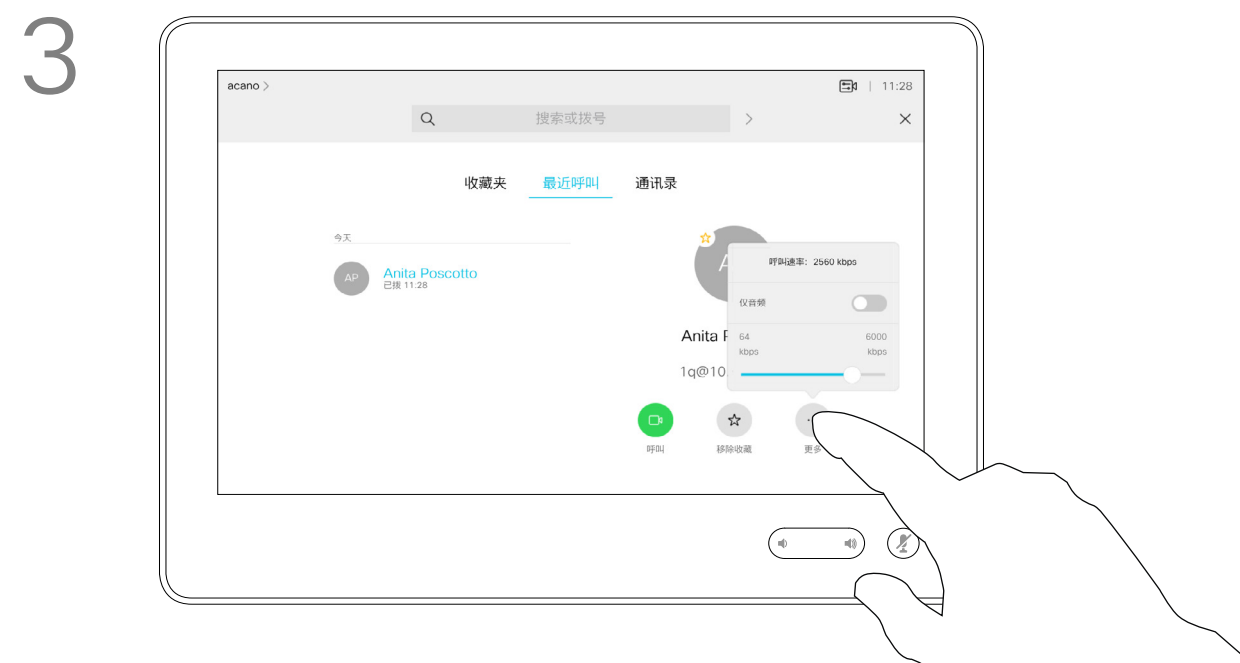 3
acano >
11:28
搜索或拨号
收藏夹 最近呼叫 通讯录
今天
AP
Anita Poscotto
已拨 11:28
A
呼叫速率: 2560 kbps
仅音频
Anita P
64 kbps
6000 kbps
1q@10
呼叫 移除收藏 更多